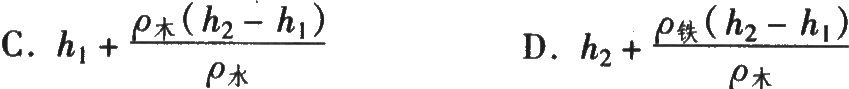 C. h₁ + ρ木(h₂ − h₁)/ρ水 D. h₂ + ρ铁(h₂ − h₁)/ρ木